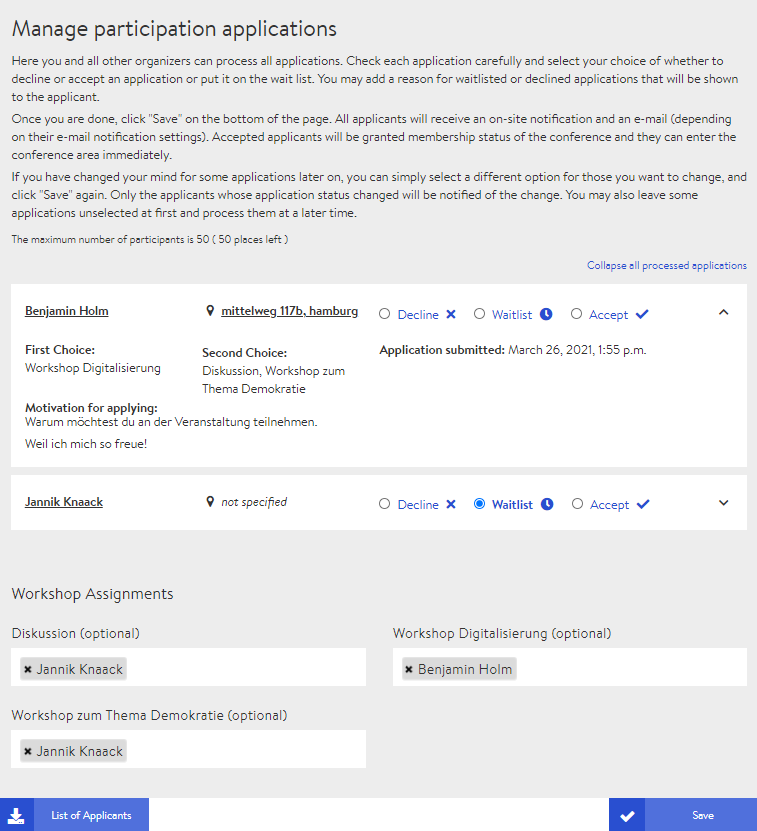 Manage participation applications
Here you and all other organizers can process all applications. Check each application carefully and select your choice of whether to
decline or accept an application or put it on the wait list. You may add a reason for waitlisted or declined applications that will be shown
to the applicant.
Once you are done, click "Save" on the bottom of the page. All applicants will receive an on-site notification and an e-mail (depending
on their e-mail notification settings). Accepted applicants will be granted membership status of the conference and they can enter the
conference area immediately.
If you have changed your mind for some applications later on, you can simply select a different option for those you want to change, and
click "Save" again. Only the applicants whose application status changed will be notified of the change. You may also leave some
applications unselected at first and process them at a later time.
The maximum number of participants is 50 ( 50 places left )
Collapse all processed applications
Benjamin Holm mittelweg 117b, hamburg Decline Waitlist Accept
First Choice:
Workshop Digitalisierung
Second Choice:
Diskussion, Workshop zum
Thema Demokratie
Application submitted: March 26, 2021, 1:55 p.m.
Motivation for applying:
Warum möchtest du an der Veranstaltung teilnehmen.
Weil ich mich so freue!
Jannik Knaack not specified Decline Waitlist Accept
Workshop Assignments
Diskussion (optional)
Jannik Knaack
Workshop Digitalisierung (optional)
Benjamin Holm
Workshop zum Thema Demokratie (optional)
Jannik Knaack
List of Applicants
Save